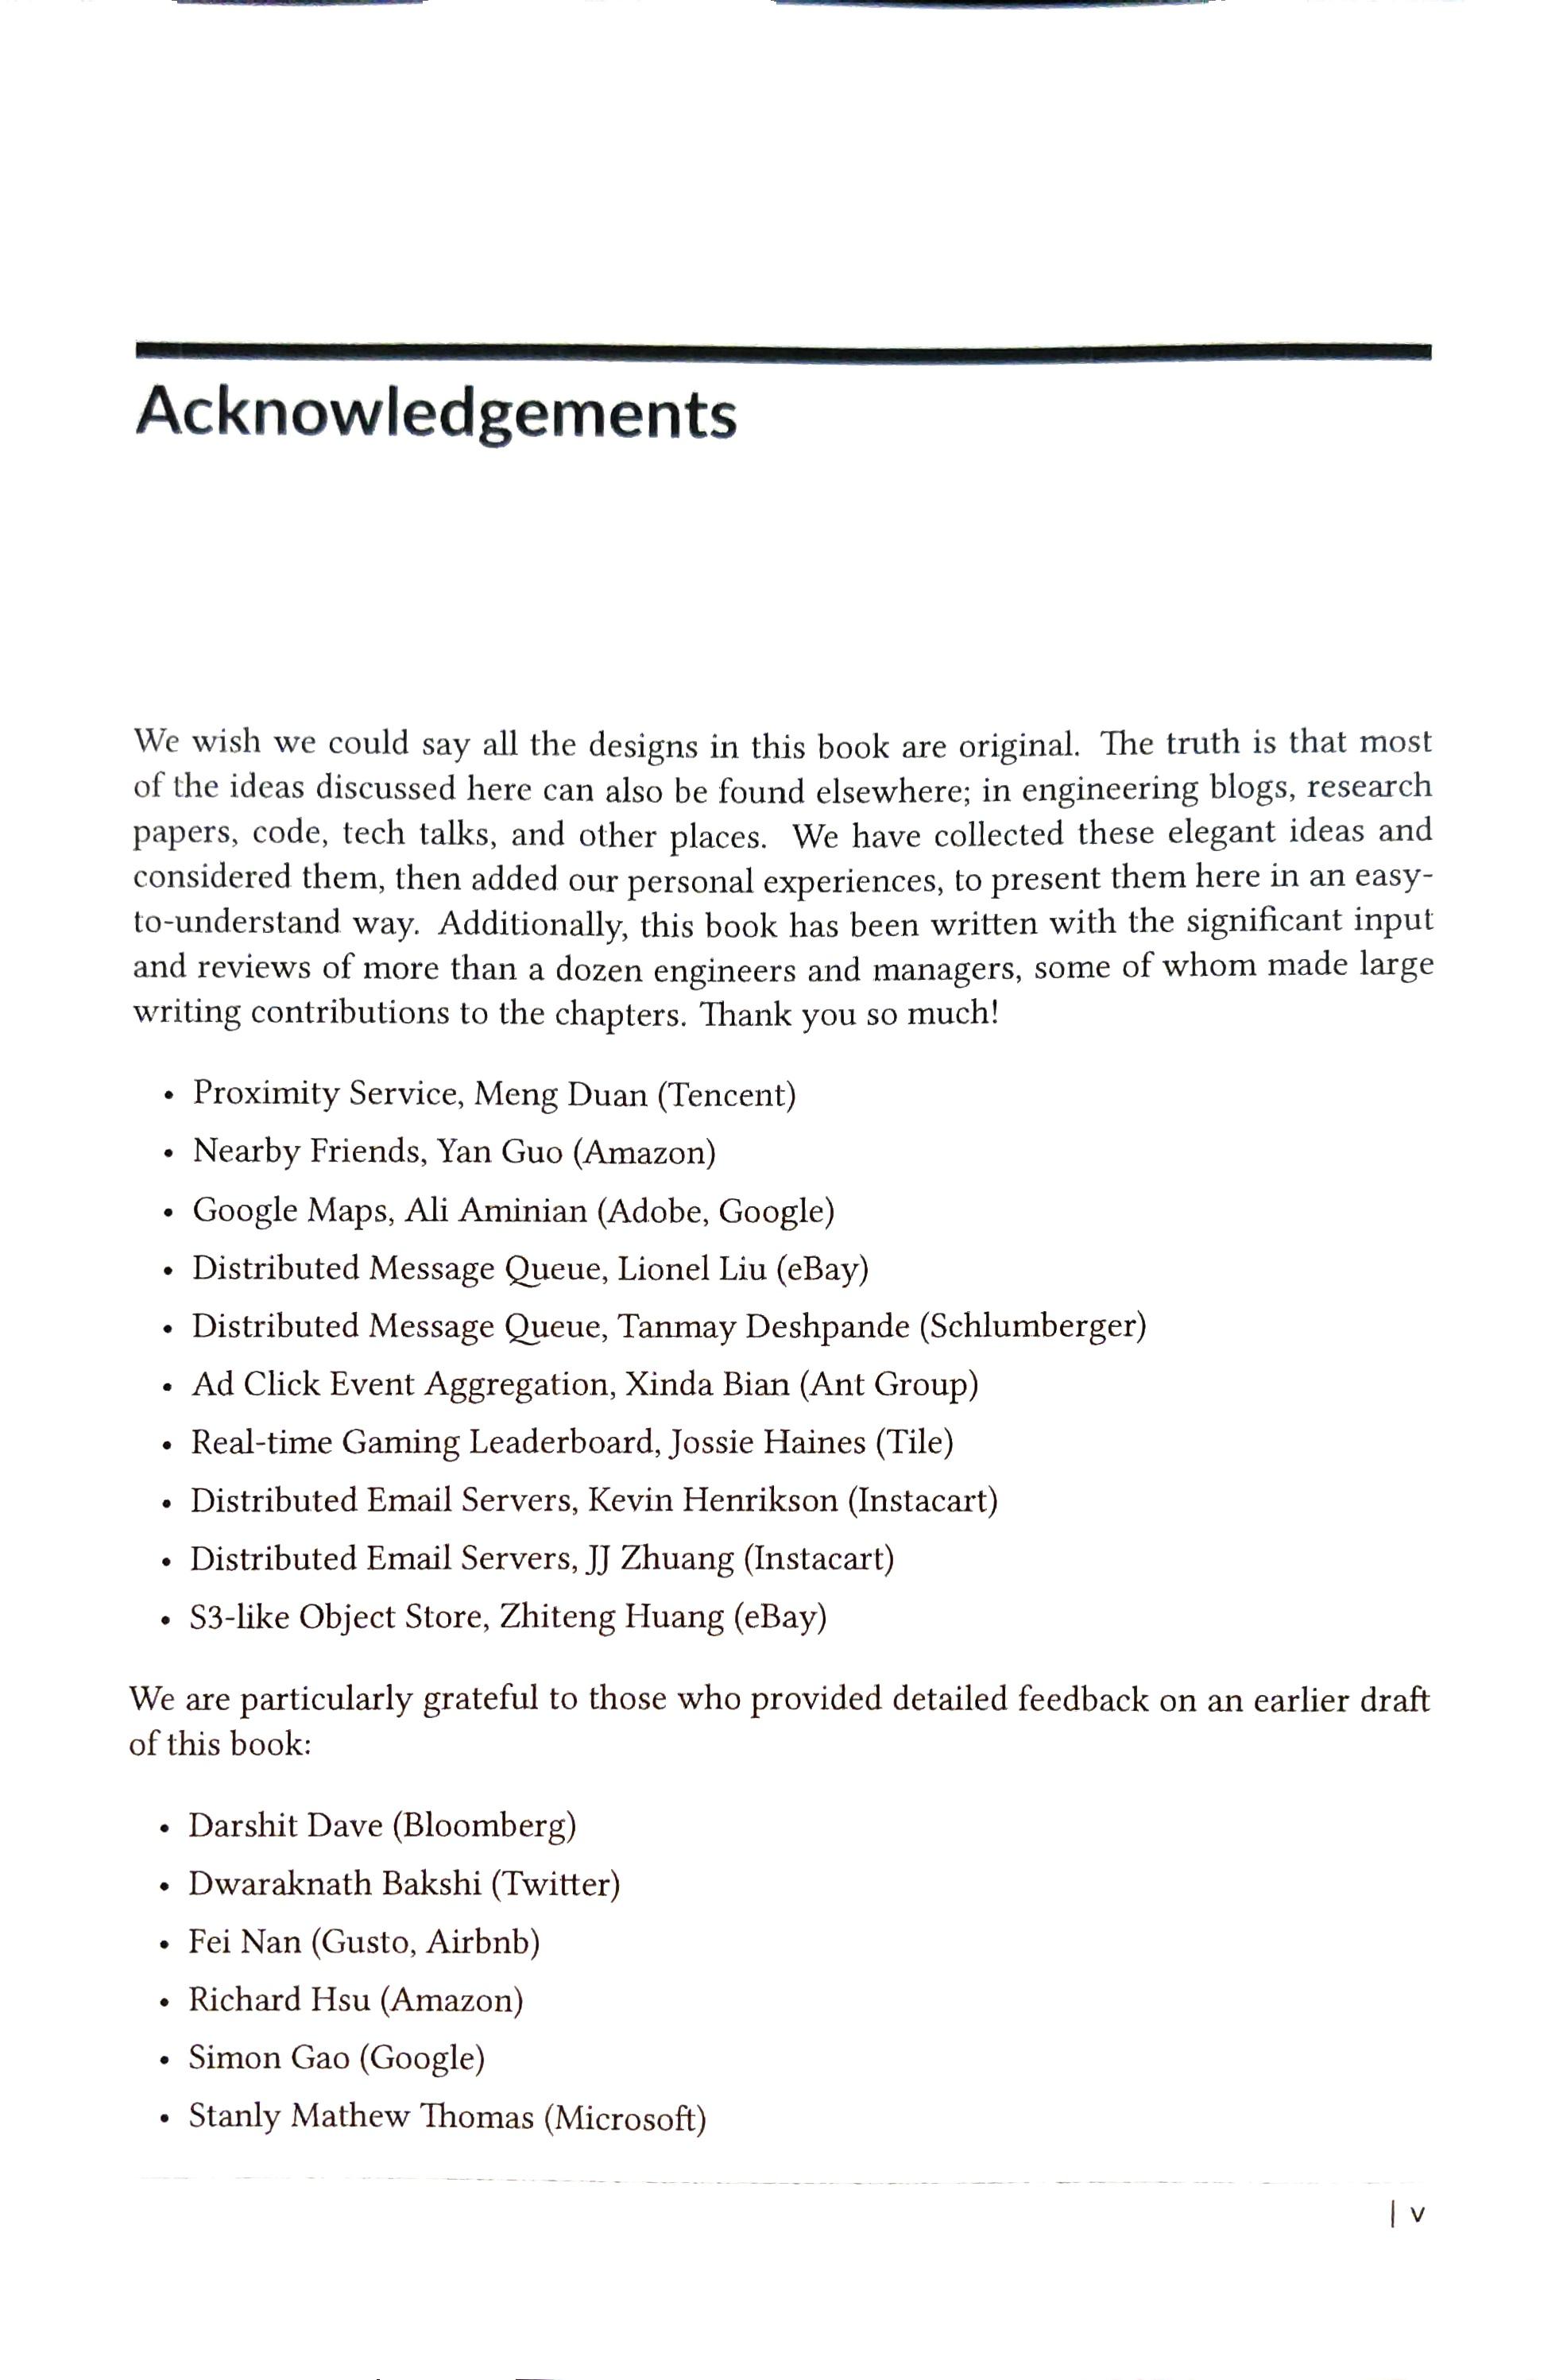 Acknowledgements
We wish we could say all the designs in this book are original. The truth is that most
of the ideas discussed here can also be found elsewhere; in engineering blogs, research
papers, code, tech talks, and other places. We have collected these elegant ideas and
considered them, then added our personal experiences, to present them here in an easy-
to-understand way. Additionally, this book has been written with the significant input
and reviews of more than a dozen engineers and managers, some of whom made large
writing contributions to the chapters. Thank you so much!
• Proximity Service, Meng Duan (Tencent)
• Nearby Friends, Yan Guo (Amazon)
• Google Maps, Ali Aminian (Adobe, Google)
• Distributed Message Queue, Lionel Liu (eBay)
• Distributed Message Queue, Tanmay Deshpande (Schlumberger)
• Ad Click Event Aggregation, Xinda Bian (Ant Group)
• Real-time Gaming Leaderboard, Jossie Haines (Tile)
• Distributed Email Servers, Kevin Henrikson (Instacart)
• Distributed Email Servers, JJ Zhuang (Instacart)
• S3-like Object Store, Zhiteng Huang (eBay)
We are particularly grateful to those who provided detailed feedback on an earlier draft
of this book:
• Darshit Dave (Bloomberg)
• Dwaraknath Bakshi (Twitter)
• Fei Nan (Gusto, Airbnb)
• Richard Hsu (Amazon)
• Simon Gao (Google)
• Stanly Mathew Thomas (Microsoft)
| v